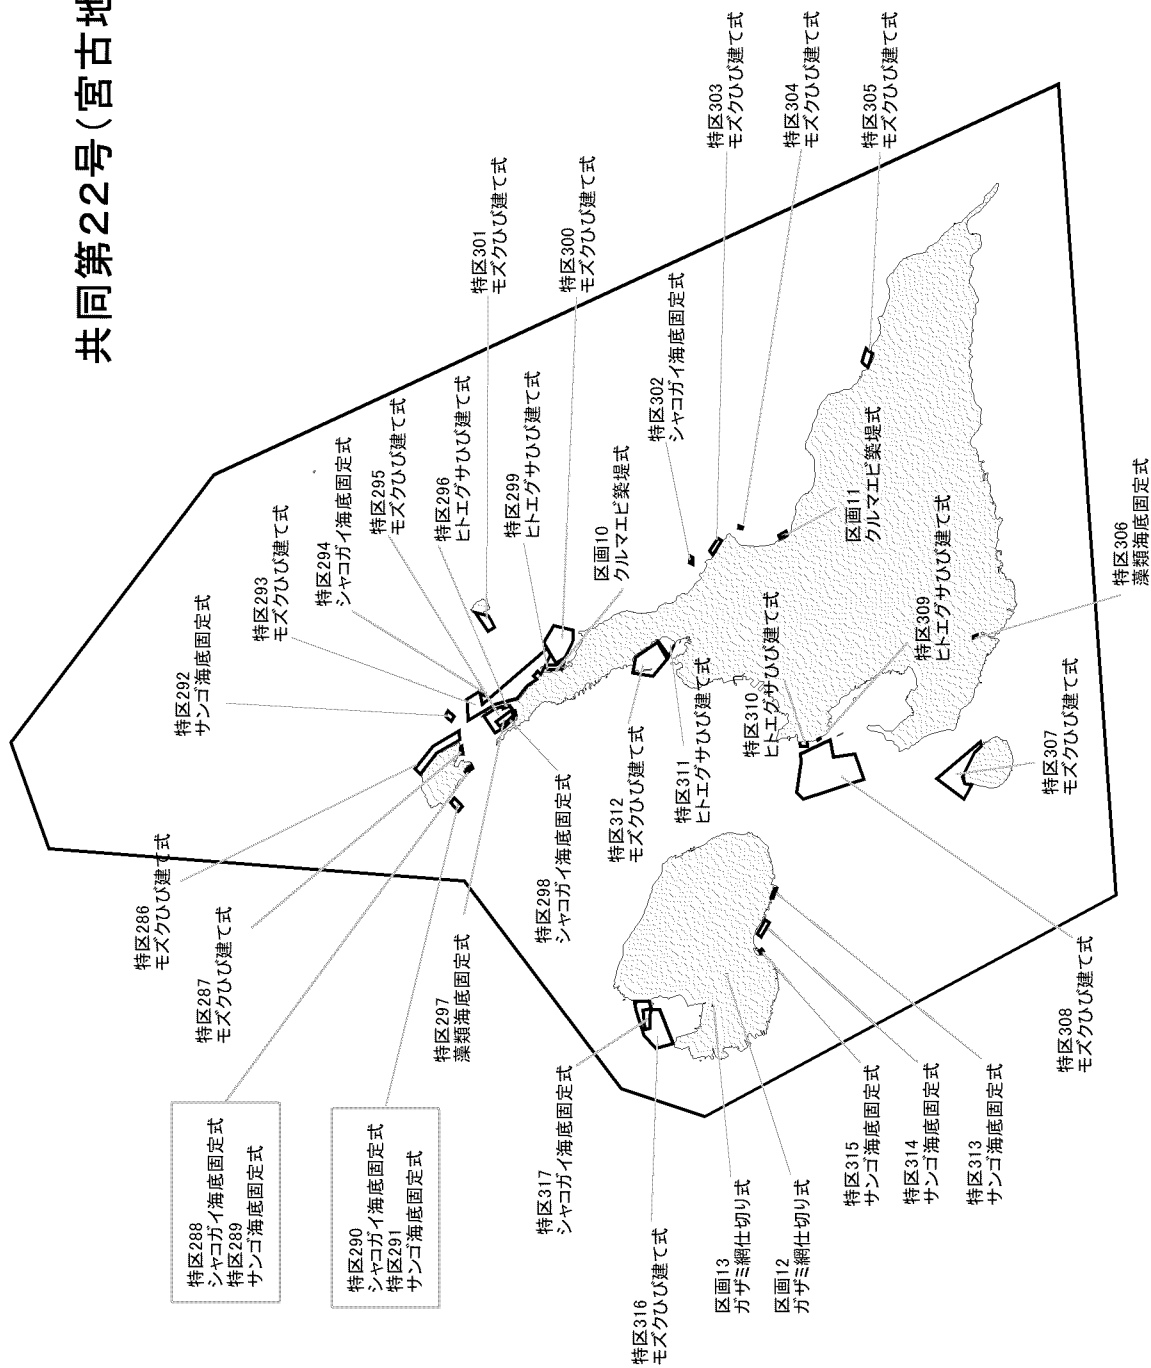 共同第22号(宮古地
特区286
モズクひび建て式
特区287
モズクひび建て式
特区288
シャコガイ海底固定式
特区289
サンゴ海底固定式
特区290
シャコガイ海底固定式
特区291
サンゴ海底固定式
特区292
サンゴ海底固定式
特区293
モズクひび建て式
特区294
シャコガイ海底固定式
特区295
モズクひび建て式
特区296
ヒトエグサひび建て式
特区297
藻類海底固定式
特区298
シャコガイ海底固定式
特区299
ヒトエグサひび建て式
特区300
モズクひび建て式
特区301
モズクひび建て式
区画10
クルマエビ築堤式
特区302
シャコガイ海底固定式
特区303
モズクひび建て式
特区304
モズクひび建て式
特区305
モズクひび建て式
区画11
クルマエビ築堤式
特区306
藻類海底固定式
特区307
モズクひび建て式
特区308
モズクひび建て式
特区309
ヒトエグサひび建て式
特区310
ヒトエグサひび建て式
特区311
ヒトエグサひび建て式
特区312
モズクひび建て式
特区313
サンゴ海底固定式
特区314
サンゴ海底固定式
特区315
サンゴ海底固定式
区画12
ガザミ網仕切り式
区画13
ガザミ網仕切り式
特区316
モズクひび建て式
特区317
シャコガイ海底固定式